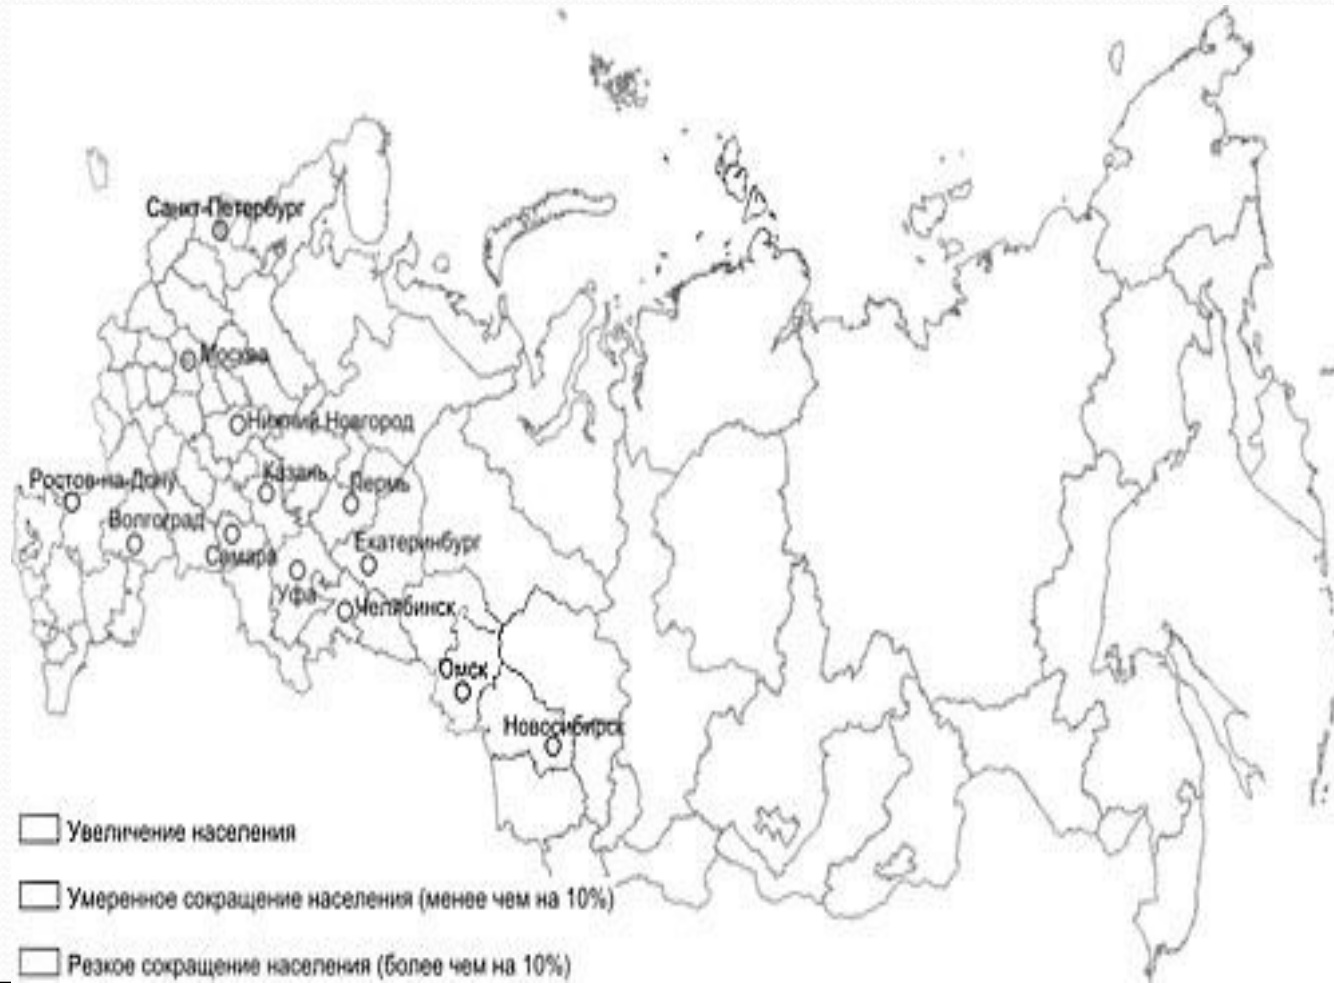 Санкт-Петербург
Москва
Нижний Новгород
Ростов-на-Дону
Казань
Пермь
Волгоград
Самара
Екатеринбург
Уфа
Челябинск
Омск
Новосибирск
Увеличение населения
Умеренное сокращение населения (менее чем на 10%)
Резкое сокращение населения (более чем на 10%)